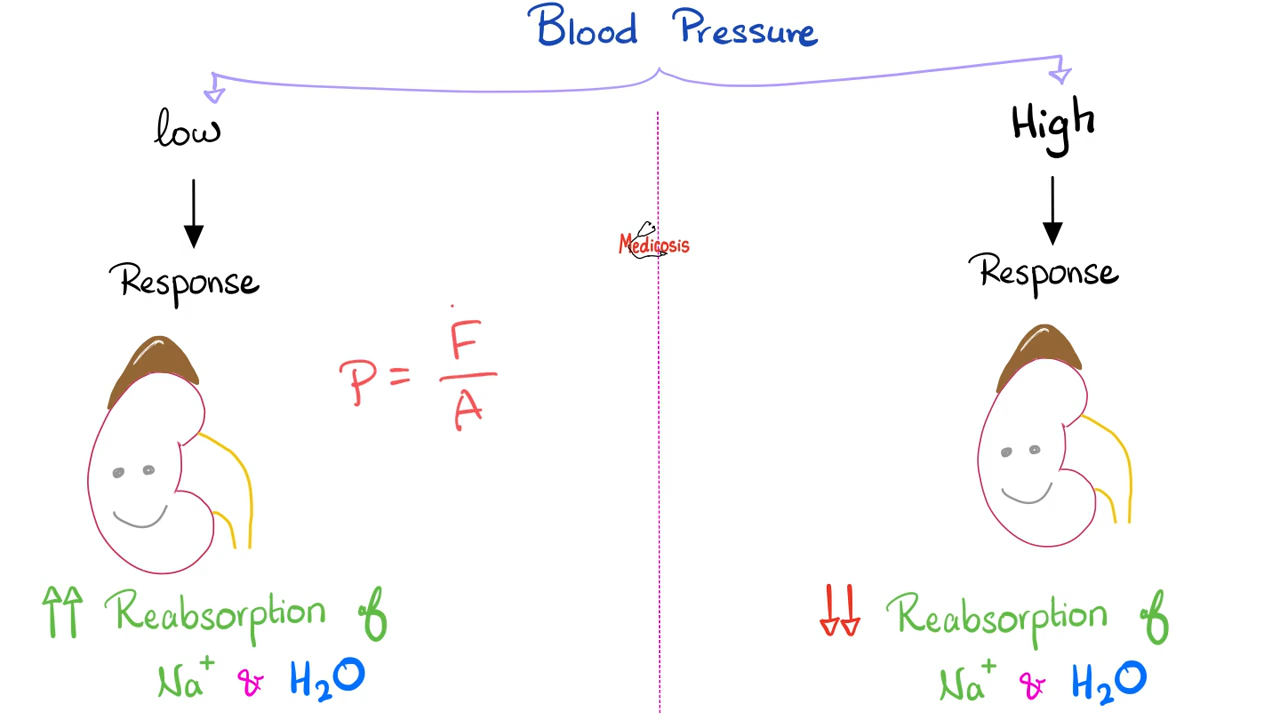 Blood Pressure
low
High
Medicosis
Response
Response
P = F
A
↑↑ Reabsorption of
Na⁺ & H₂O
↓↓ Reabsorption of
Na⁺ & H₂O